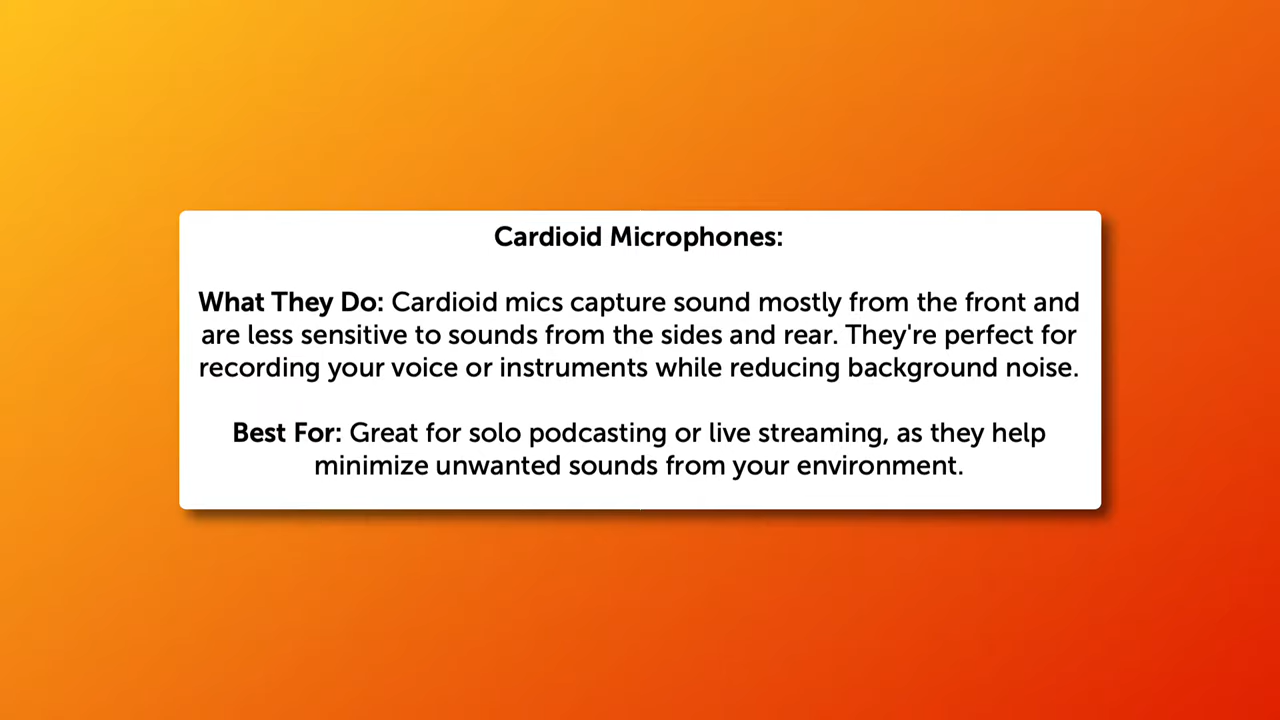 Cardioid Microphones:
What They Do: Cardioid mics capture sound mostly from the front and
are less sensitive to sounds from the sides and rear. They're perfect for
recording your voice or instruments while reducing background noise.
Best For: Great for solo podcasting or live streaming, as they help
minimize unwanted sounds from your environment.